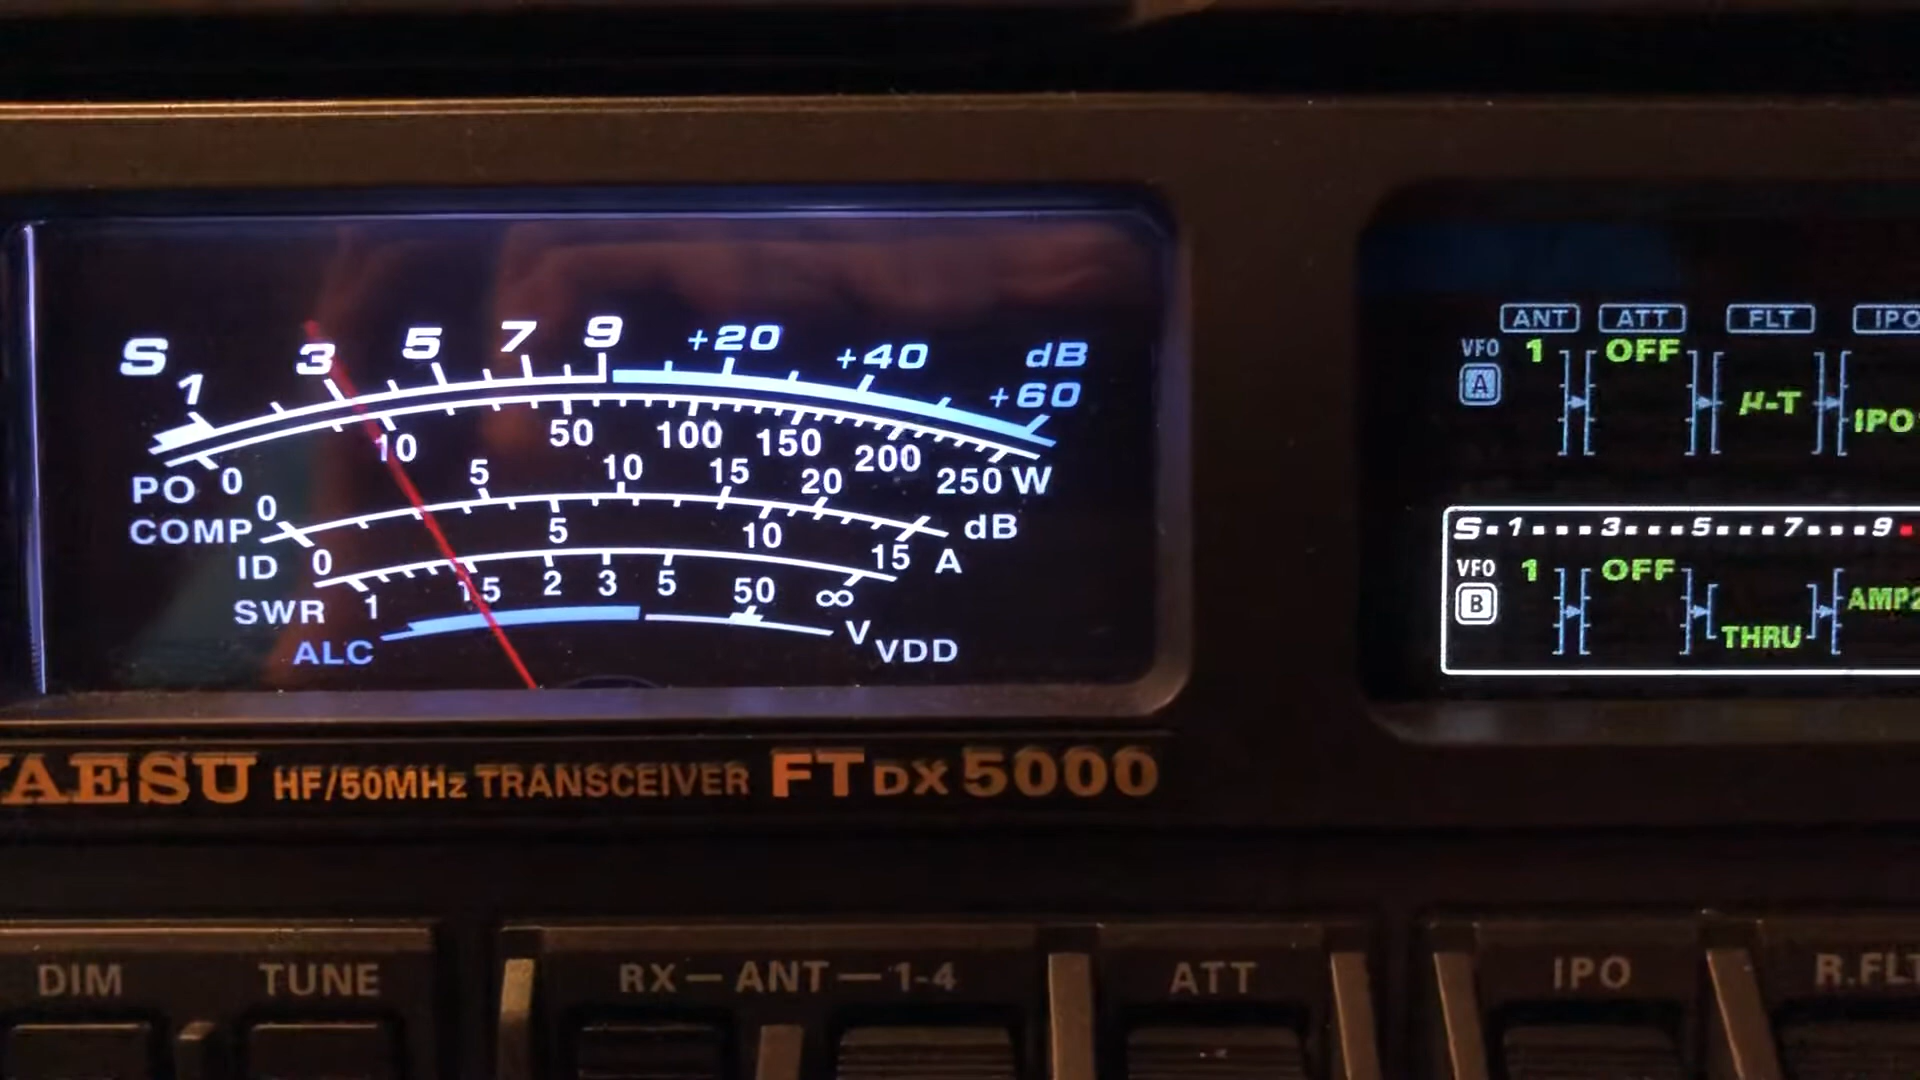 S 1 3 5 7 9 +20 +40 +60 dB
PO 0 10 50 100 150 200 250 W
COMP 0 5 10 15 20 dB
ID 0 5 10 15 A
SWR 1 1.5 2 3 5 50 ∞
ALC V VDD
YAESU HF/50MHz TRANSCEIVER FTDX5000
ANT ATT FLT IPO
VFO A 1 OFF μ-T IPO
S 1 3 5 7 9
VFO B 1 OFF THRU AMP2
DIM TUNE RX-ANT-1-4 ATT IPO R.FLT